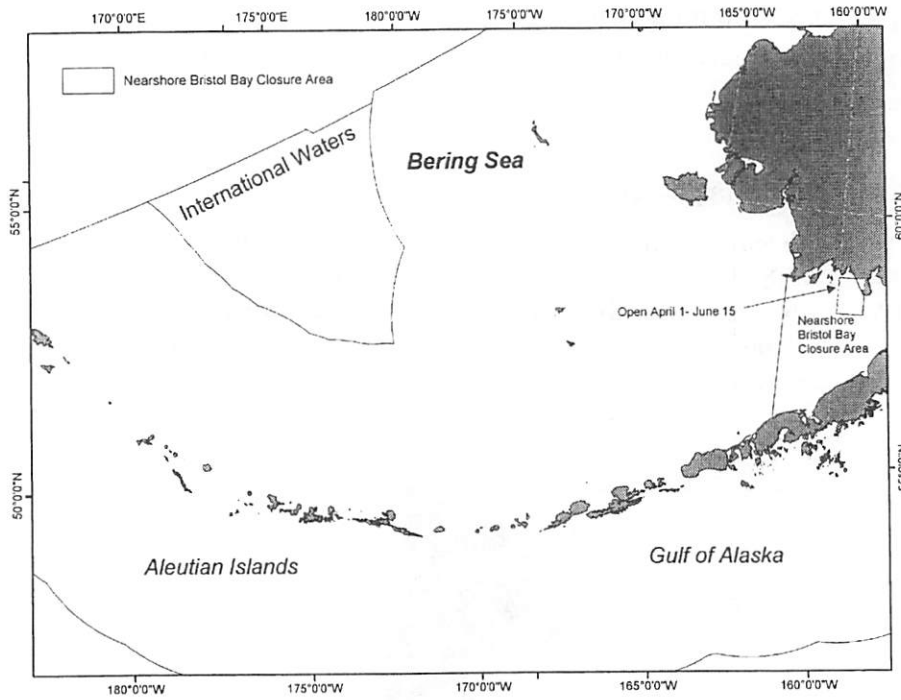 170°0'0"E 175°0'0"E 180°0'0"W 175°0'0"W 170°0'0"W 165°0'0"W 160°0'0"W
Nearshore Bristol Bay Closure Area
International Waters
Bering Sea
55°0'0"N
60°0'0"N
Open April 1- June 15
Nearshore
Bristol Bay
Closure Area
50°0'0"N
55°0'0"N
Aleutian Islands
Gulf of Alaska
180°0'0"W 175°0'0"W 170°0'0"W 165°0'0"W 160°0'0"W